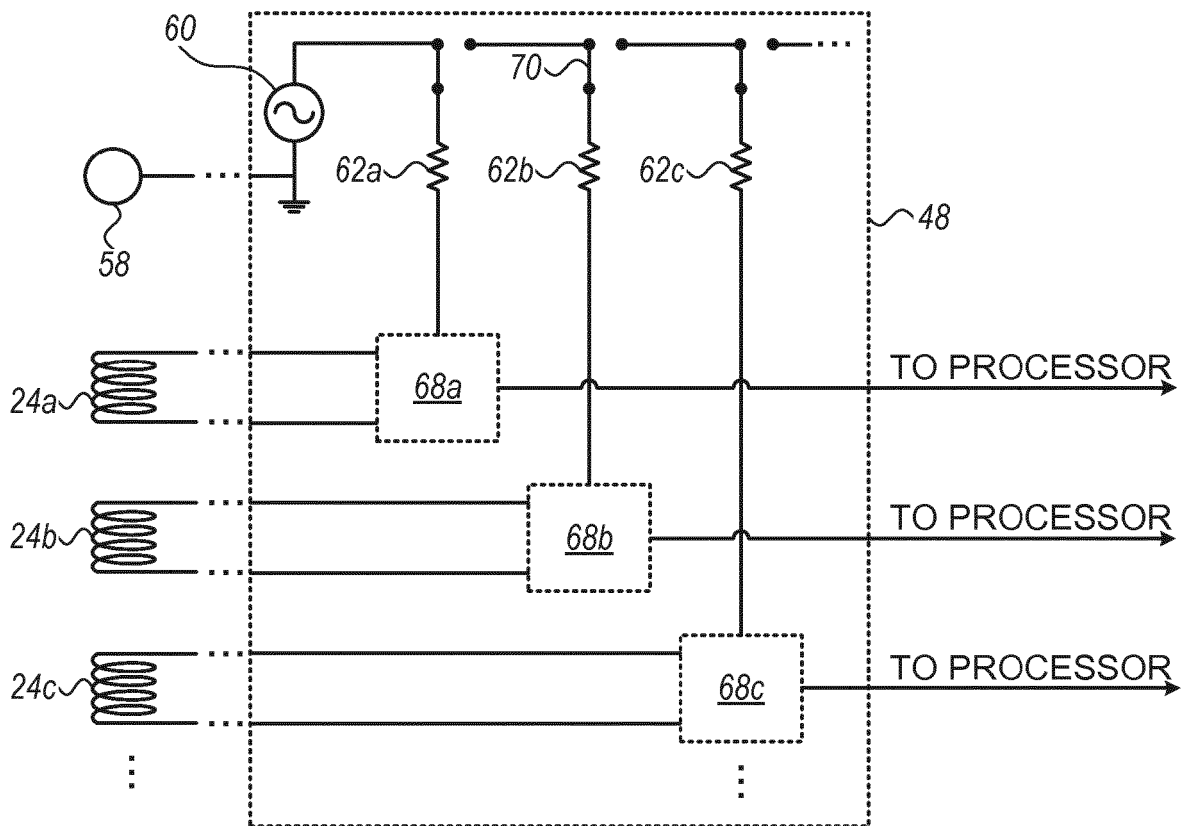 60
70
62a
62b
62c
48
58
24a
68a
TO PROCESSOR
24b
68b
TO PROCESSOR
24c
68c
TO PROCESSOR